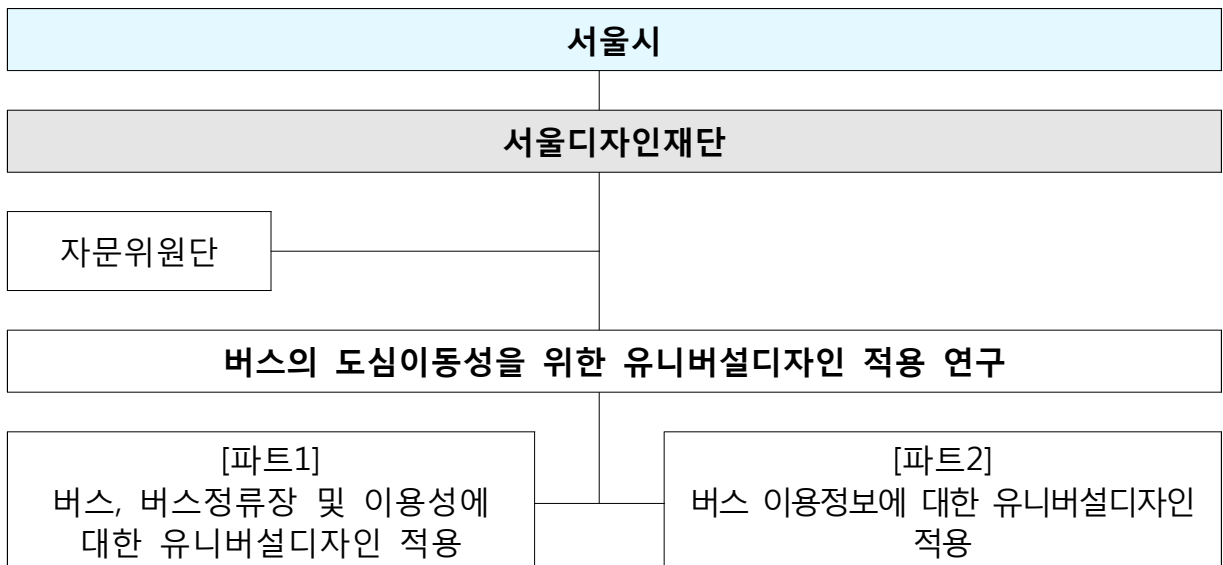 서울시
서울디자인재단
자문위원단
버스의 도심이동성을 위한 유니버설디자인 적용 연구
[파트1]
버스, 버스정류장 및 이용성에
대한 유니버설디자인 적용
[파트2]
버스 이용정보에 대한 유니버설디자인
적용